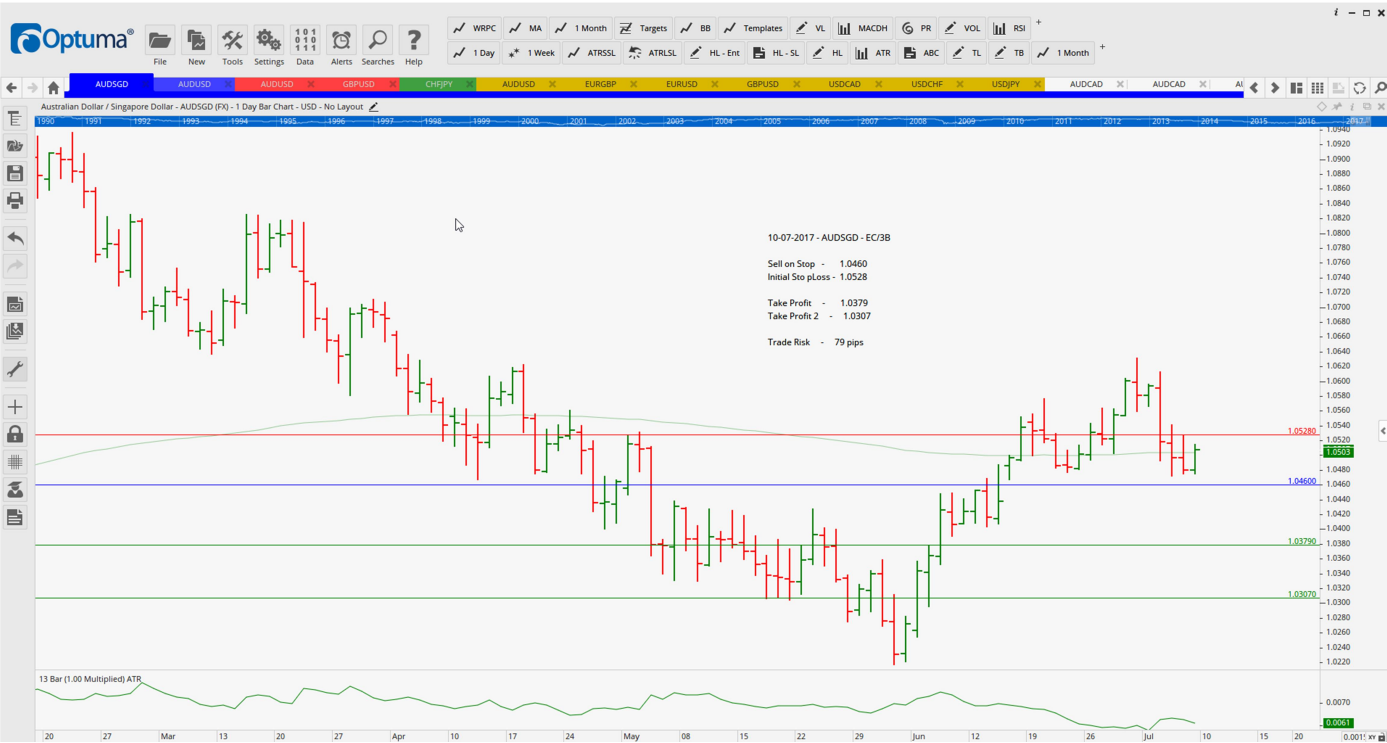 i
Optuma®
File
New
Tools
Settings
Data
Alerts
Searches
Help
WRPC MA 1 Month Targets BB Templates VL MACDH PR VOL RSI +
1 Day 1 Week ATRSSL ATRLSL HL - Ent HL - SL HL ATR ABC TL TB 1 Month +
AUDSGD AUDUSD AUDUSD GBPUSD CHFJPY AUDUSD EURGBP EURUSD GBPUSD USDCAD USDCHF USDJPY AUDCAD AUDCAD
Australian Dollar / Singapore Dollar - AUDSGD (FX) - 1 Day Bar Chart - USD - No Layout
1990 1991 1992 1993 1994 1995 1996 1997 1998 1999 2000 2001 2002 2003 2004 2005 2006 2007 2008 2009 2010 2011 2012 2013 2014 2015 2016 2017
1.0940
1.0920
1.0900
1.0880
1.0860
1.0840
1.0820
1.0800
1.0780
1.0760
1.0740
1.0720
1.0700
1.0680
1.0660
1.0640
1.0620
1.0600
1.0580
1.0560
1.0540
1.0520
1.0503
1.0480
1.0460
1.0440
1.0420
1.0400
1.0380
1.0360
1.0340
1.0320
1.0300
1.0280
1.0260
1.0240
1.0220
10-07-2017 - AUDSGD - EC/3B
Sell on Stop - 1.0460
Initial Sto pLoss - 1.0528
Take Profit - 1.0379
Take Profit 2 - 1.0307
Trade Risk - 79 pips
1.05280
1.04600
1.03790
1.03070
13 Bar (1.00 Multiplied) ATR
0.0070
0.0061
20 27 Mar 13 20 27 Apr 10 17 24 May 08 15 22 29 Jun 12 19 26 Jul 10 15 20 XY